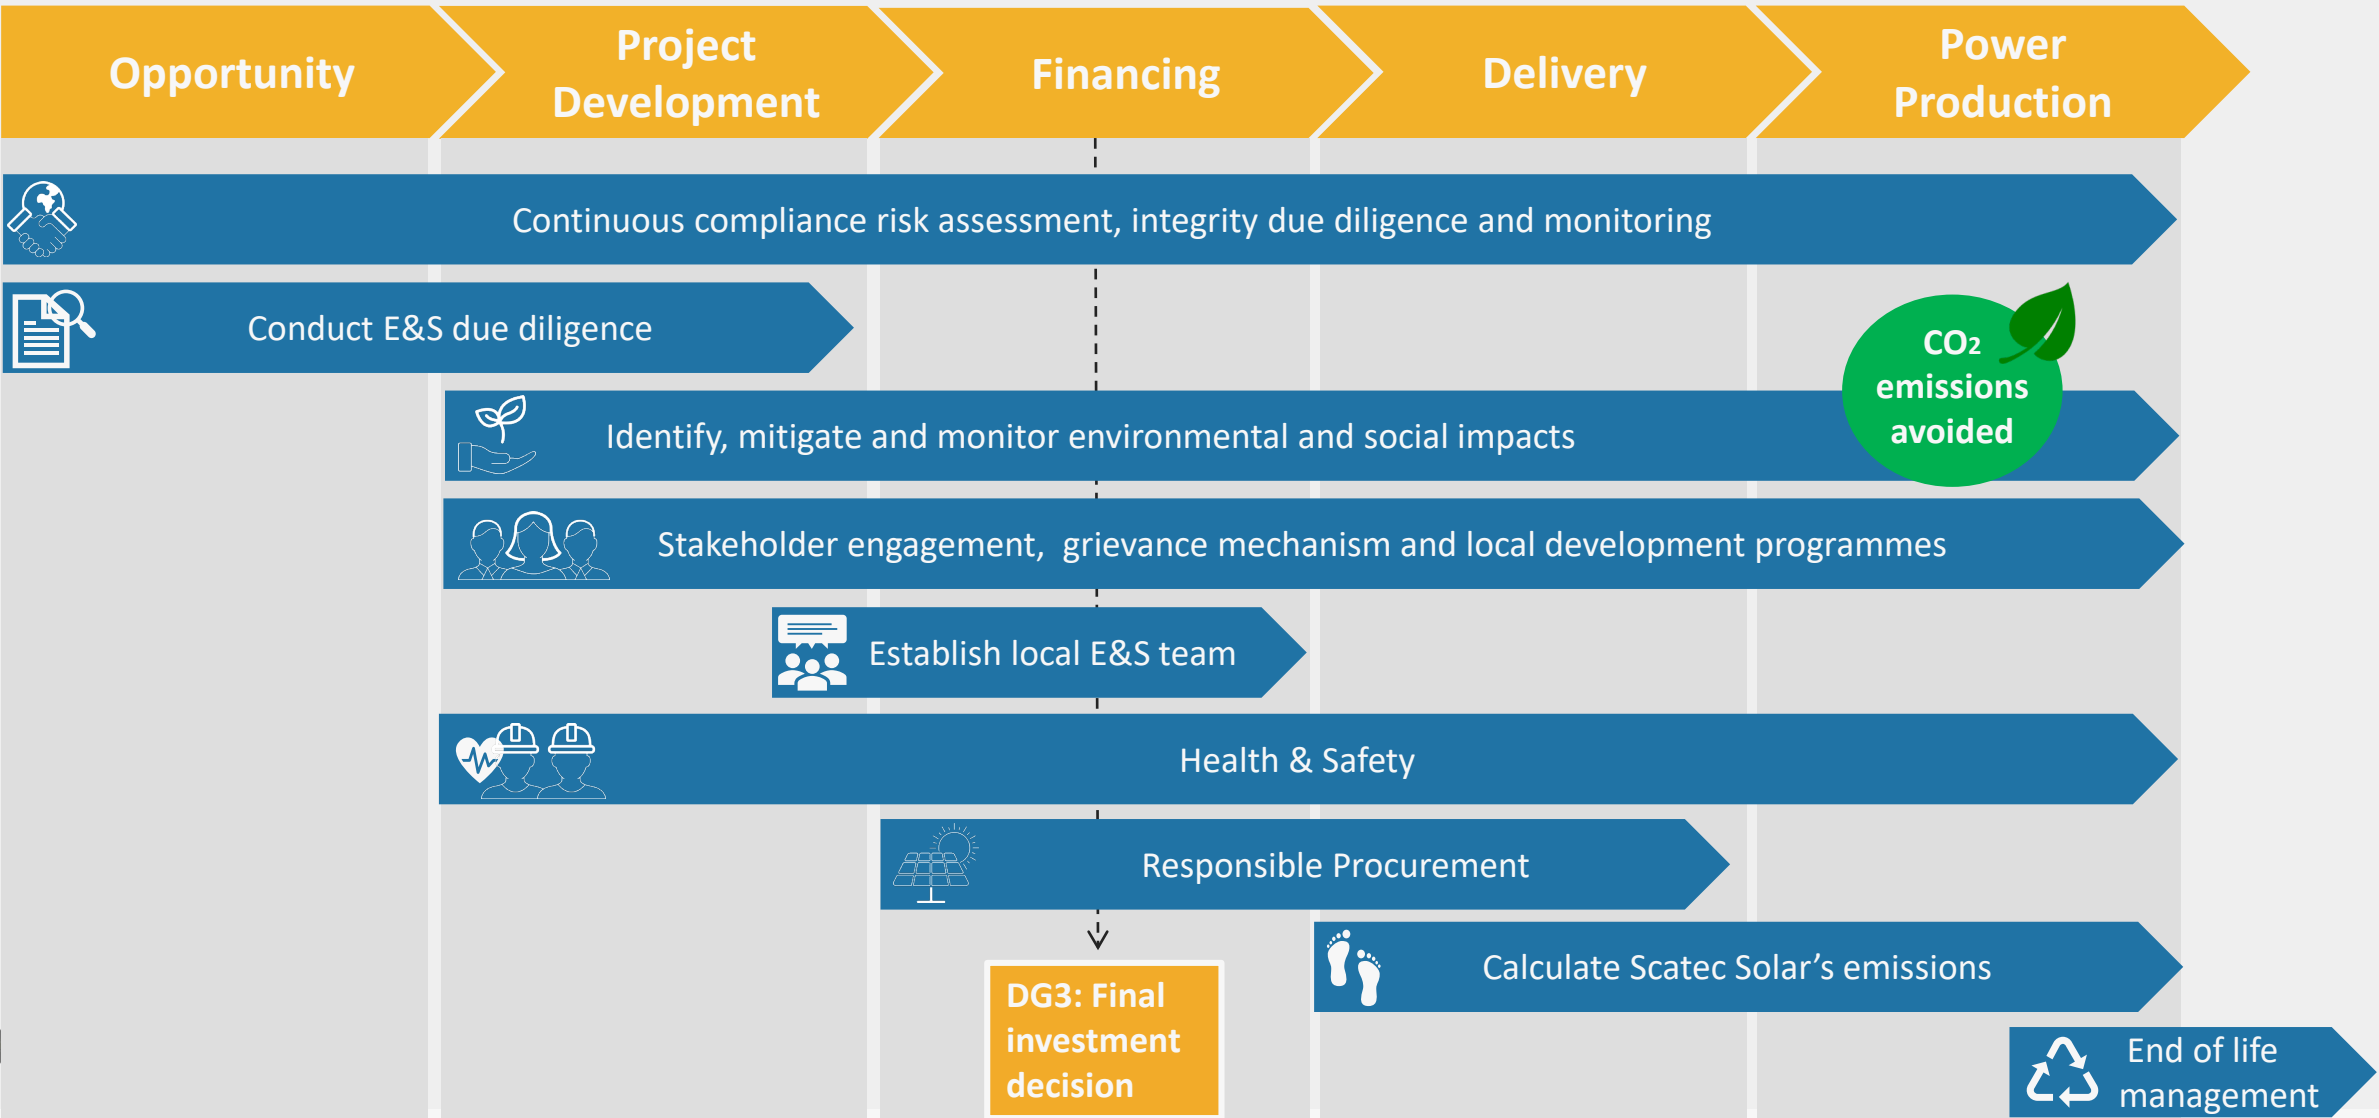 Opportunity
Project
Development
Financing
Delivery
Power
Production
Continuous compliance risk assessment, integrity due diligence and monitoring
Conduct E&S due diligence
CO2
emissions
avoided
Identify, mitigate and monitor environmental and social impacts
Stakeholder engagement,  grievance mechanism and local development programmes
Establish local E&S team
Health & Safety
Responsible Procurement
Calculate Scatec Solar’s emissions
DG3: Final
investment
decision
End of life
management